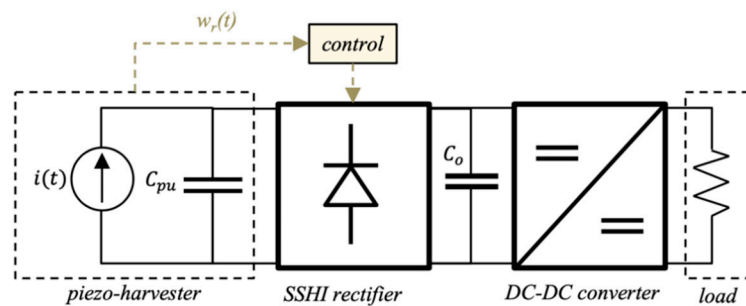 w_r(t)
control
i(t)
C_pu
C_o
piezo-harvester
SSHI rectifier
DC-DC converter
load